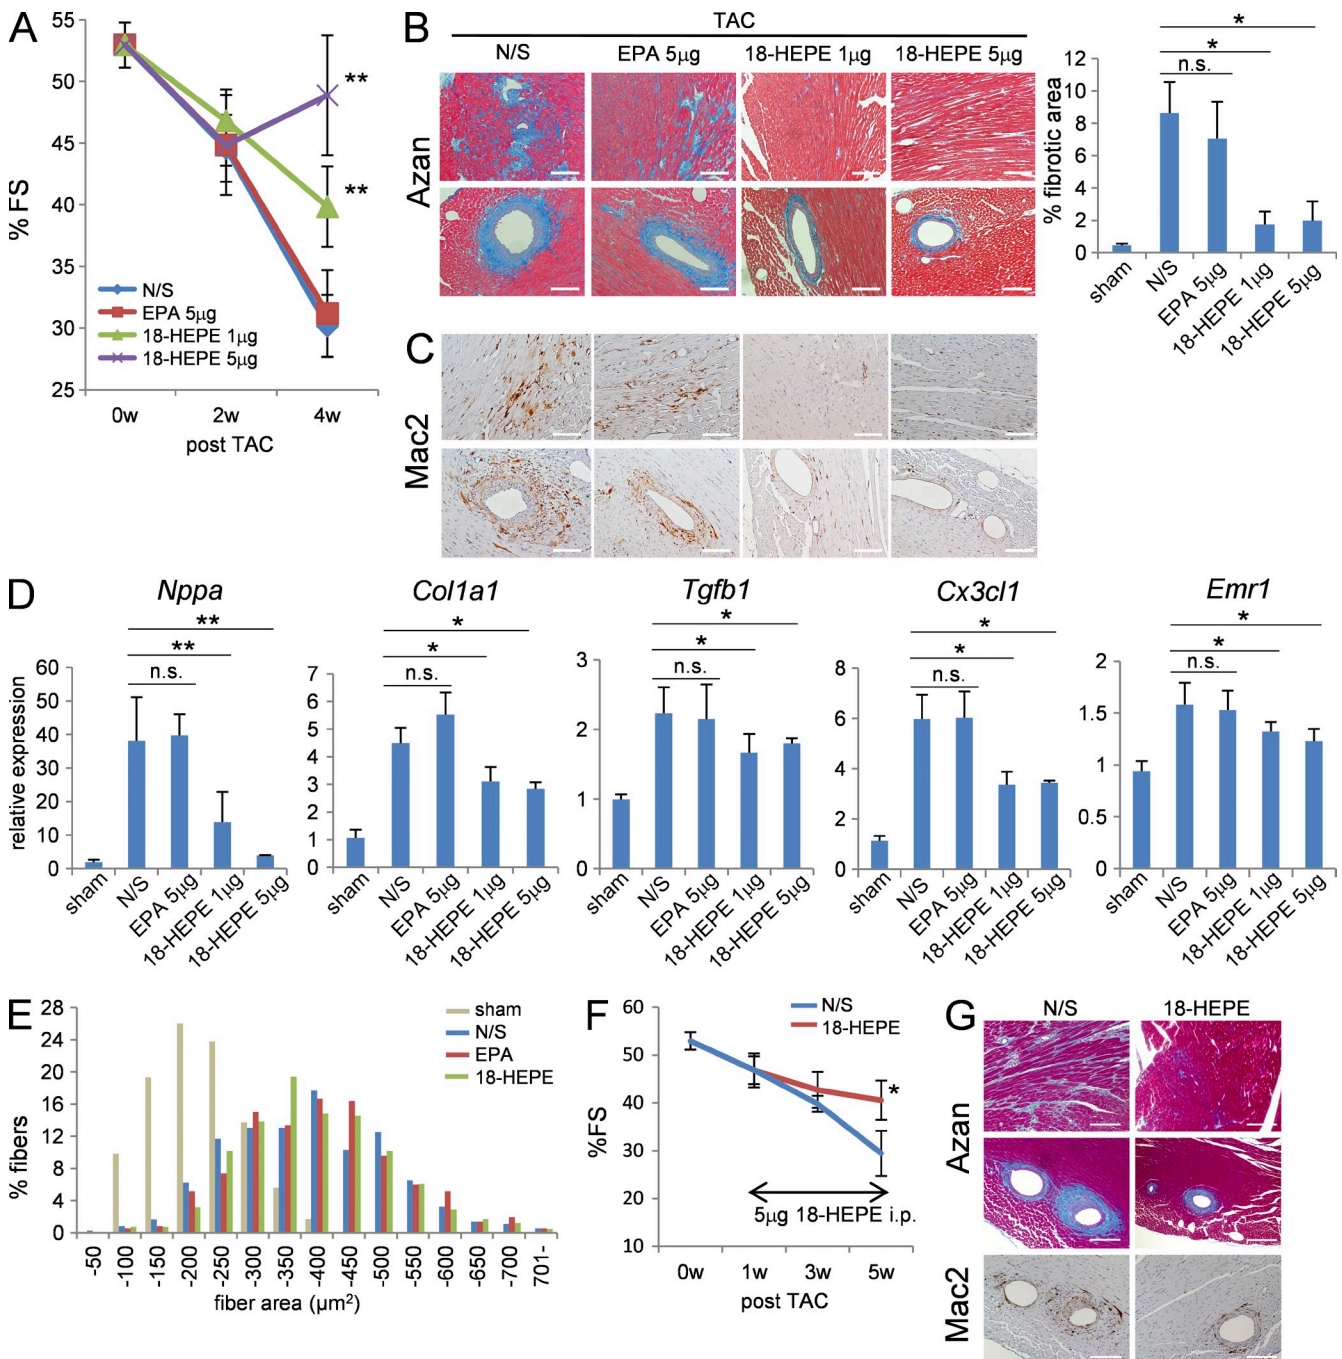 A
55
50
45
40
35
30
25
% FS
**
**
N/S
EPA 5µg
18-HEPE 1µg
18-HEPE 5µg
0w 2w 4w
post TAC
B
TAC
N/S EPA 5µg 18-HEPE 1µg 18-HEPE 5µg
Azan
*
*
n.s.
12
10
8
6
4
2
0
% fibrotic area
sham N/S EPA 5µg 18-HEPE 1µg 18-HEPE 5µg
C
Mac2
D
Nppa
**
**
n.s.
60
50
40
30
20
10
0
relative expression
sham N/S EPA 5µg 18-HEPE 1µg 18-HEPE 5µg
Col1a1
*
*
n.s.
7
6
5
4
3
2
1
0
sham N/S EPA 5µg 18-HEPE 1µg 18-HEPE 5µg
Tgfb1
*
*
n.s.
3
2
1
0
sham N/S EPA 5µg 18-HEPE 1µg 18-HEPE 5µg
Cx3cl1
*
*
n.s.
8
6
4
2
0
sham N/S EPA 5µg 18-HEPE 1µg 18-HEPE 5µg
Emr1
*
*
n.s.
2
1.5
1
0.5
0
sham N/S EPA 5µg 18-HEPE 1µg 18-HEPE 5µg
E
28
24
20
16
12
8
4
0
% fibers
sham
N/S
EPA
18-HEPE
-50 -100 -150 -200 -250 -300 -350 -400 -450 -500 -550 -600 -650 -700 701-
fiber area (µm²)
F
N/S
18-HEPE
60
50
40
30
20
10
%FS
*
5µg 18-HEPE i.p.
0w 1w 3w 5w
post TAC
G
N/S 18-HEPE
Azan
Mac2